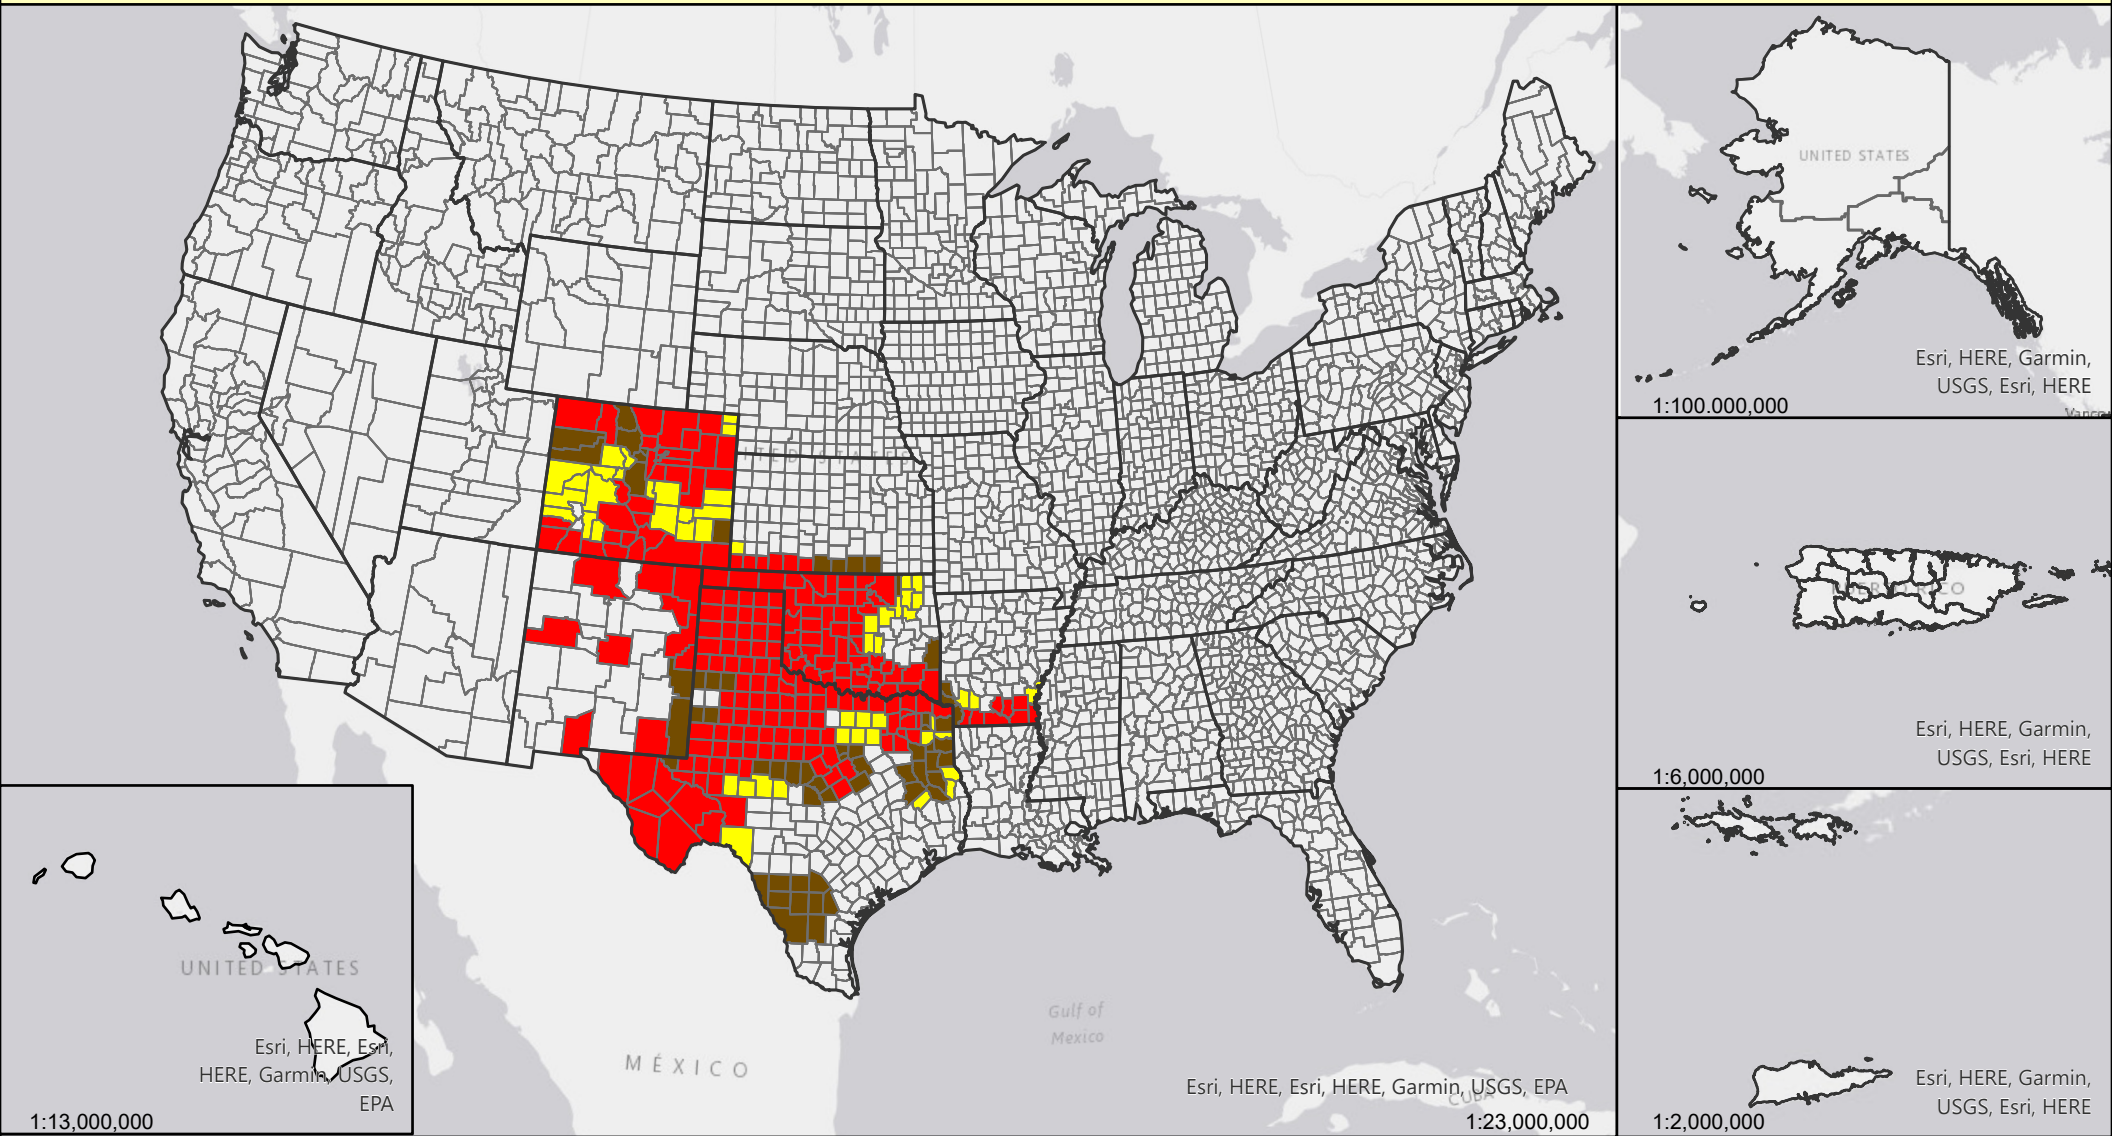 UNITED STATES
Esri, HERE, Garmin,
USGS, Esri, HERE
1:100.000,000
ITED STATES
Esri, HERE, Garmin,
USGS, Esri, HERE
1:6,000,000
UNITED STATES
Esri, HERE, Esri,
HERE, Garmin, USGS,
EPA
1:13,000,000
MÉXICO
Gulf of
Mexico
CUBA
Esri, HERE, Esri, HERE, Garmin, USGS, EPA
1:23,000,000
Esri, HERE, Garmin,
USGS, Esri, HERE
1:2,000,000